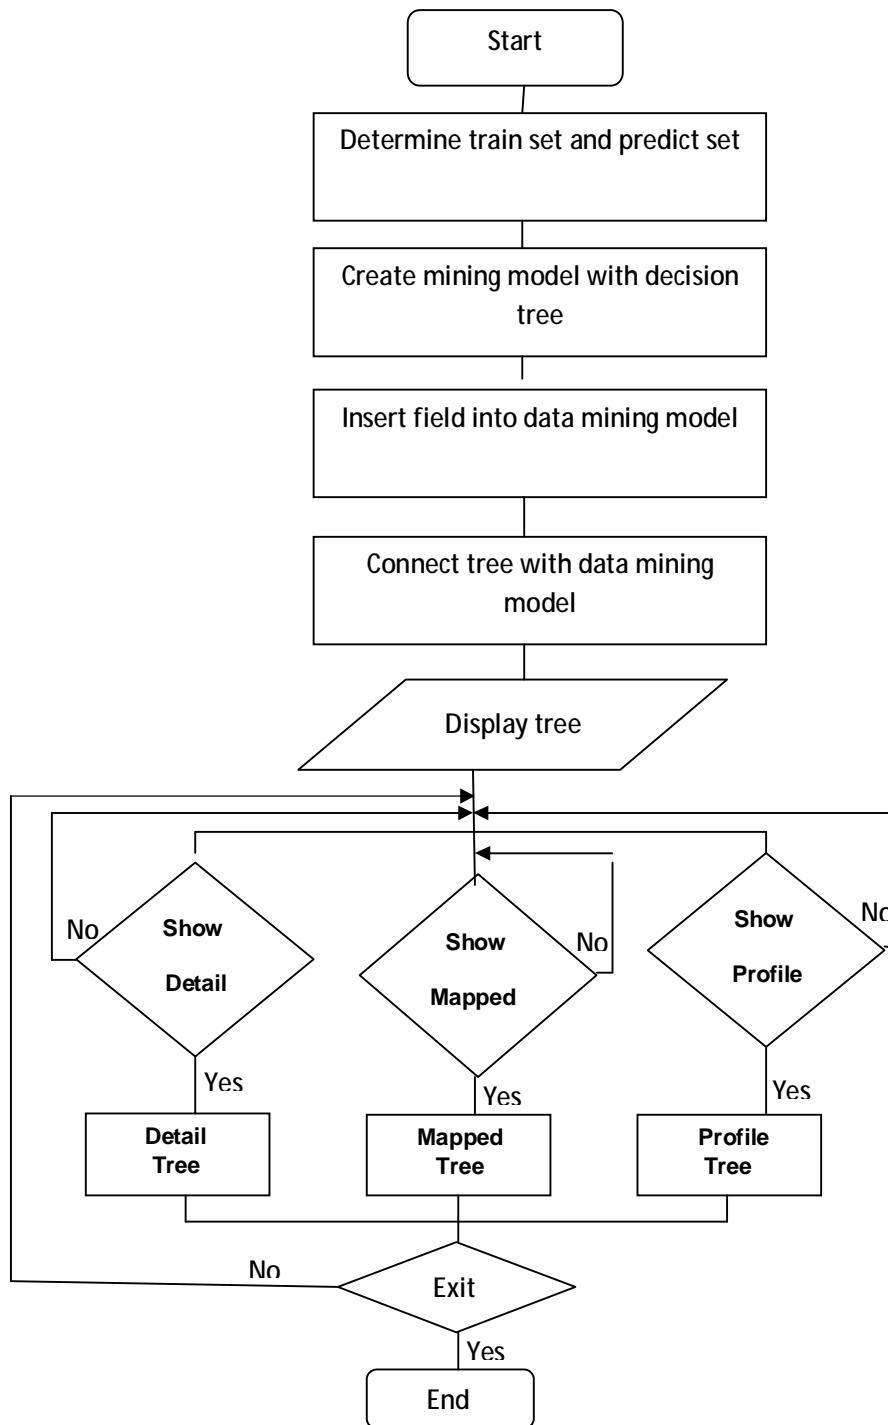 Start
Determine train set and predict set
Create mining model with decision
tree
Insert field into data mining model
Connect tree with data mining
model
Display tree
No
Show
Detail
Yes
Detail
Tree
Show
Mapped
No
Yes
Mapped
Tree
Show
Profile
No
Yes
Profile
Tree
No
Exit
Yes
End